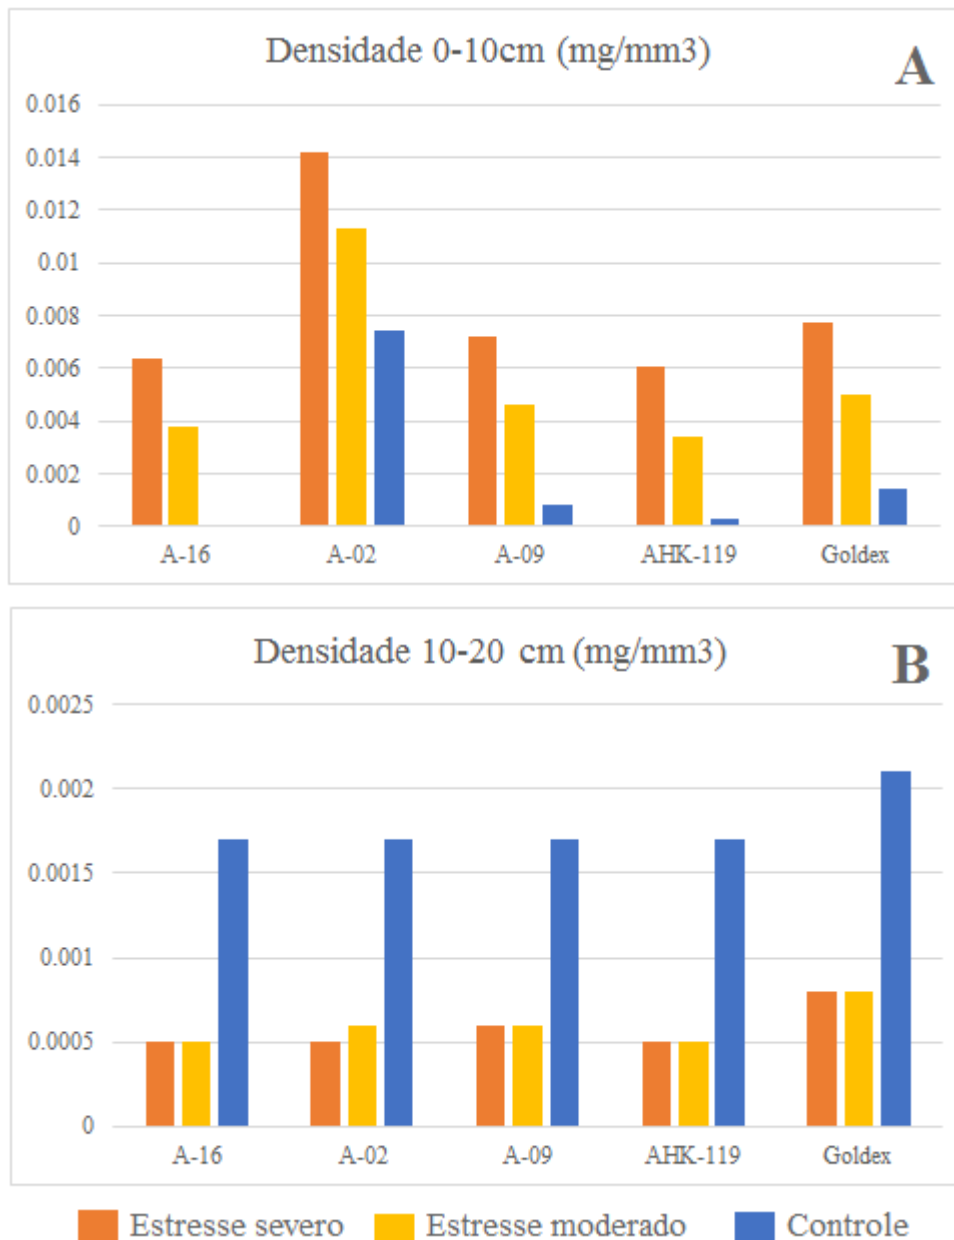 Densidade 0-10cm (mg/mm3)
A
0.016
0.014
0.012
0.01
0.008
0.006
0.004
0.002
0
A-16 A-02 A-09 AHK-119 Goldex
Densidade 10-20 cm (mg/mm3)
B
0.0025
0.002
0.0015
0.001
0.0005
0
A-16 A-02 A-09 AHK-119 Goldex
Estresse severo Estresse moderado Controle